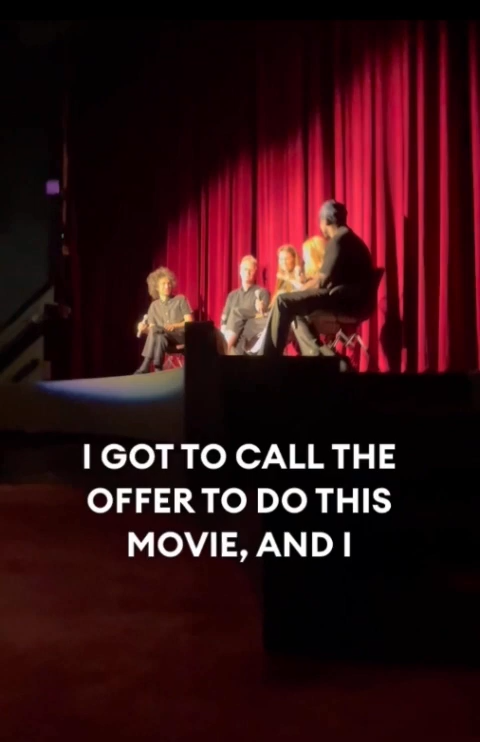 I GOT TO CALL THE
OFFER TO DO THIS
MOVIE, AND I